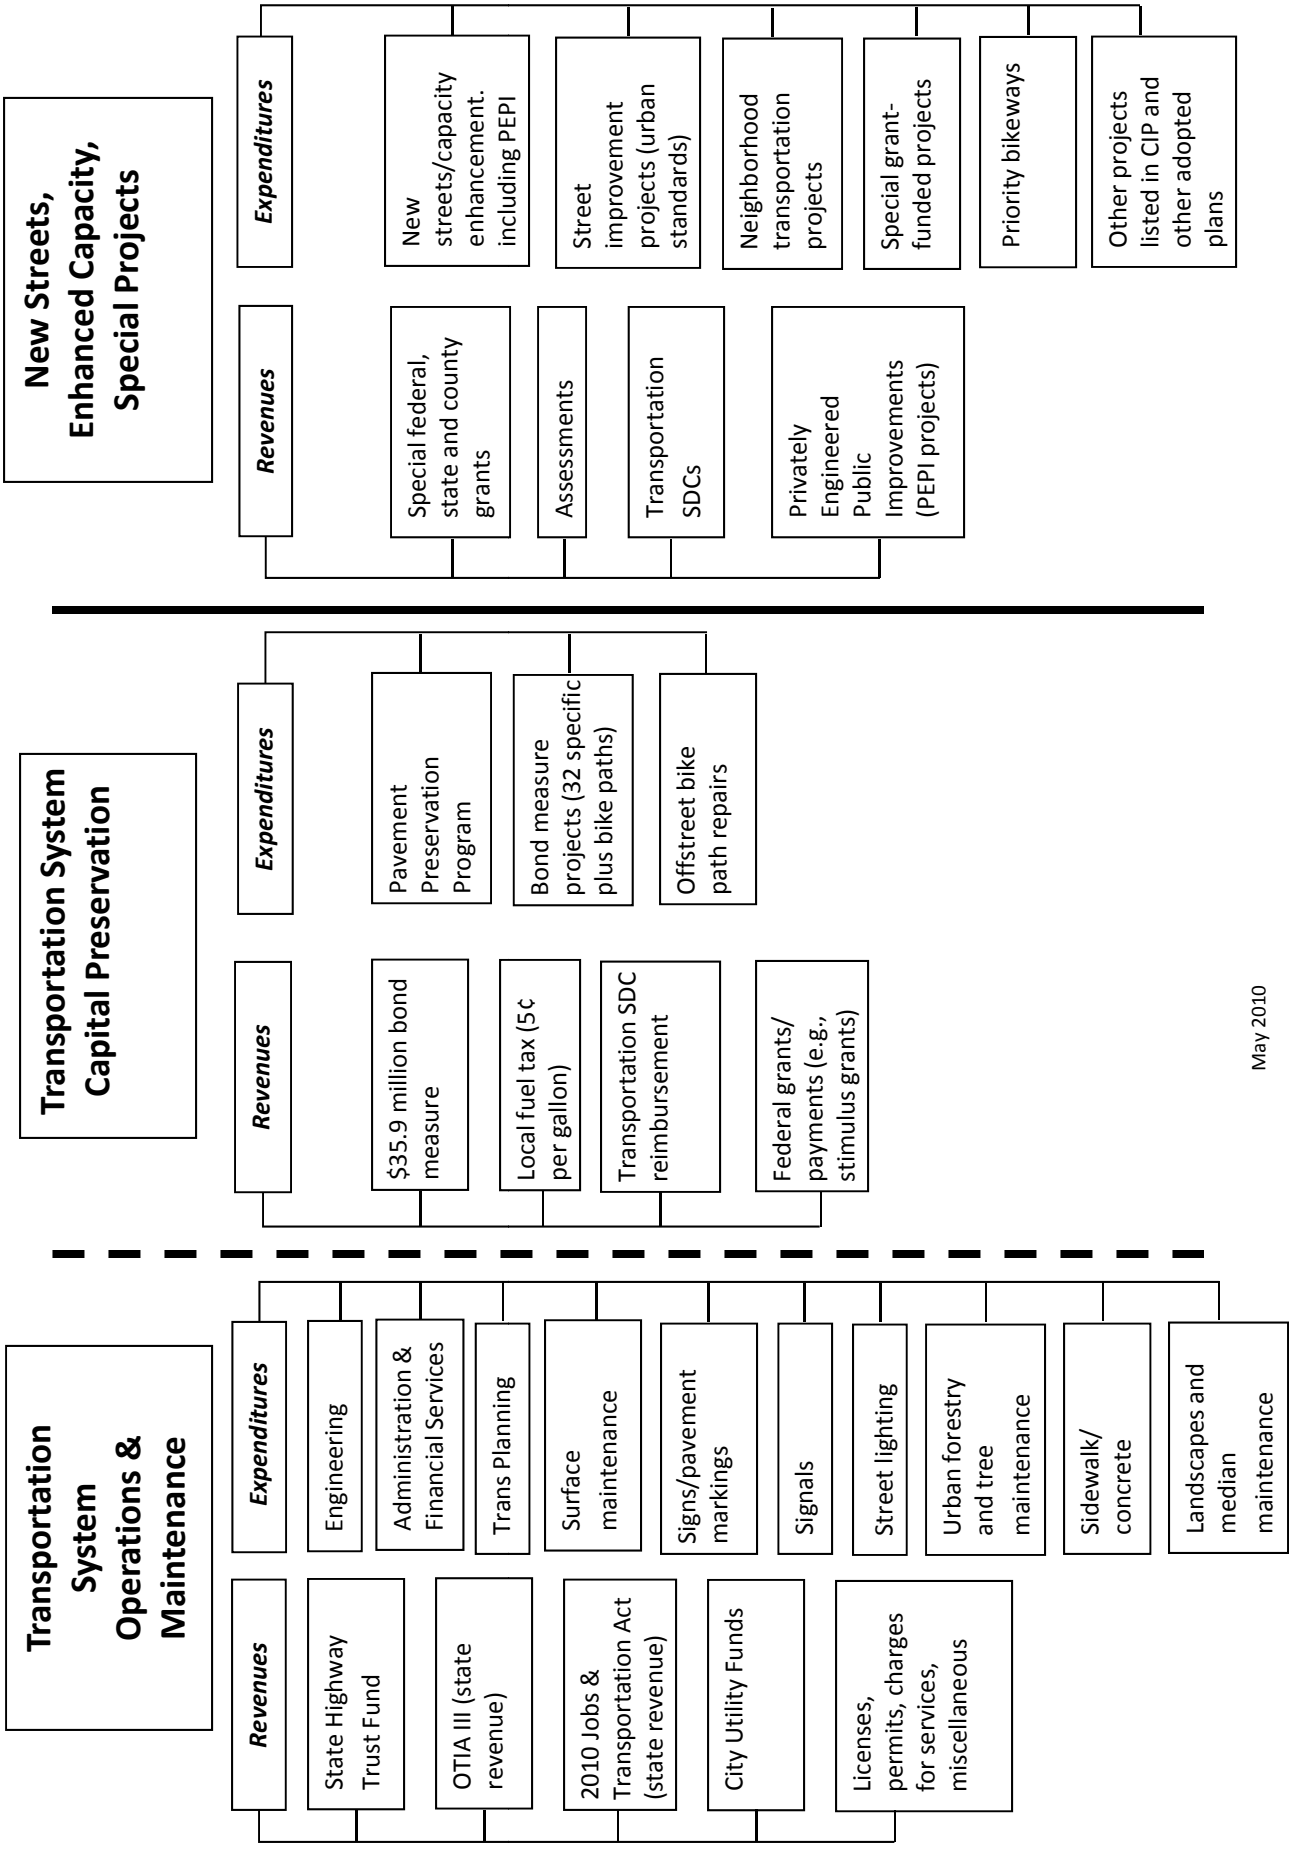 Transportation
System
Operations &
Maintenance
Revenues
State Highway
Trust Fund
OTIA III (state
revenue)
2010 Jobs &
Transportation Act
(state revenue)
City Utility Funds
Licenses,
permits, charges
for services,
miscellaneous
Expenditures
Engineering
Administration &
Financial Services
Trans Planning
Surface
maintenance
Signs/pavement
markings
Signals
Street lighting
Urban forestry
and tree
maintenance
Sidewalk/
concrete
Landscapes and
median
maintenance
Transportation System
Capital Preservation
Revenues
$35.9 million bond
measure
Local fuel tax (5¢
per gallon)
Transportation SDC
reimbursement
Federal grants/
payments (e.g.,
stimulus grants)
Expenditures
Pavement
Preservation
Program
Bond measure
projects (32 specific
plus bike paths)
Offstreet bike
path repairs
New Streets,
Enhanced Capacity,
Special Projects
Revenues
Special federal,
state and county
grants
Assessments
Transportation
SDCs
Privately
Engineered
Public
Improvements
(PEPI projects)
Expenditures
New
streets/capacity
enhancement.
including PEPI
Street
improvement
projects (urban
standards)
Neighborhood
transportation
projects
Special grant-
funded projects
Priority bikeways
Other projects
listed in CIP and
other adopted
plans
May 2010